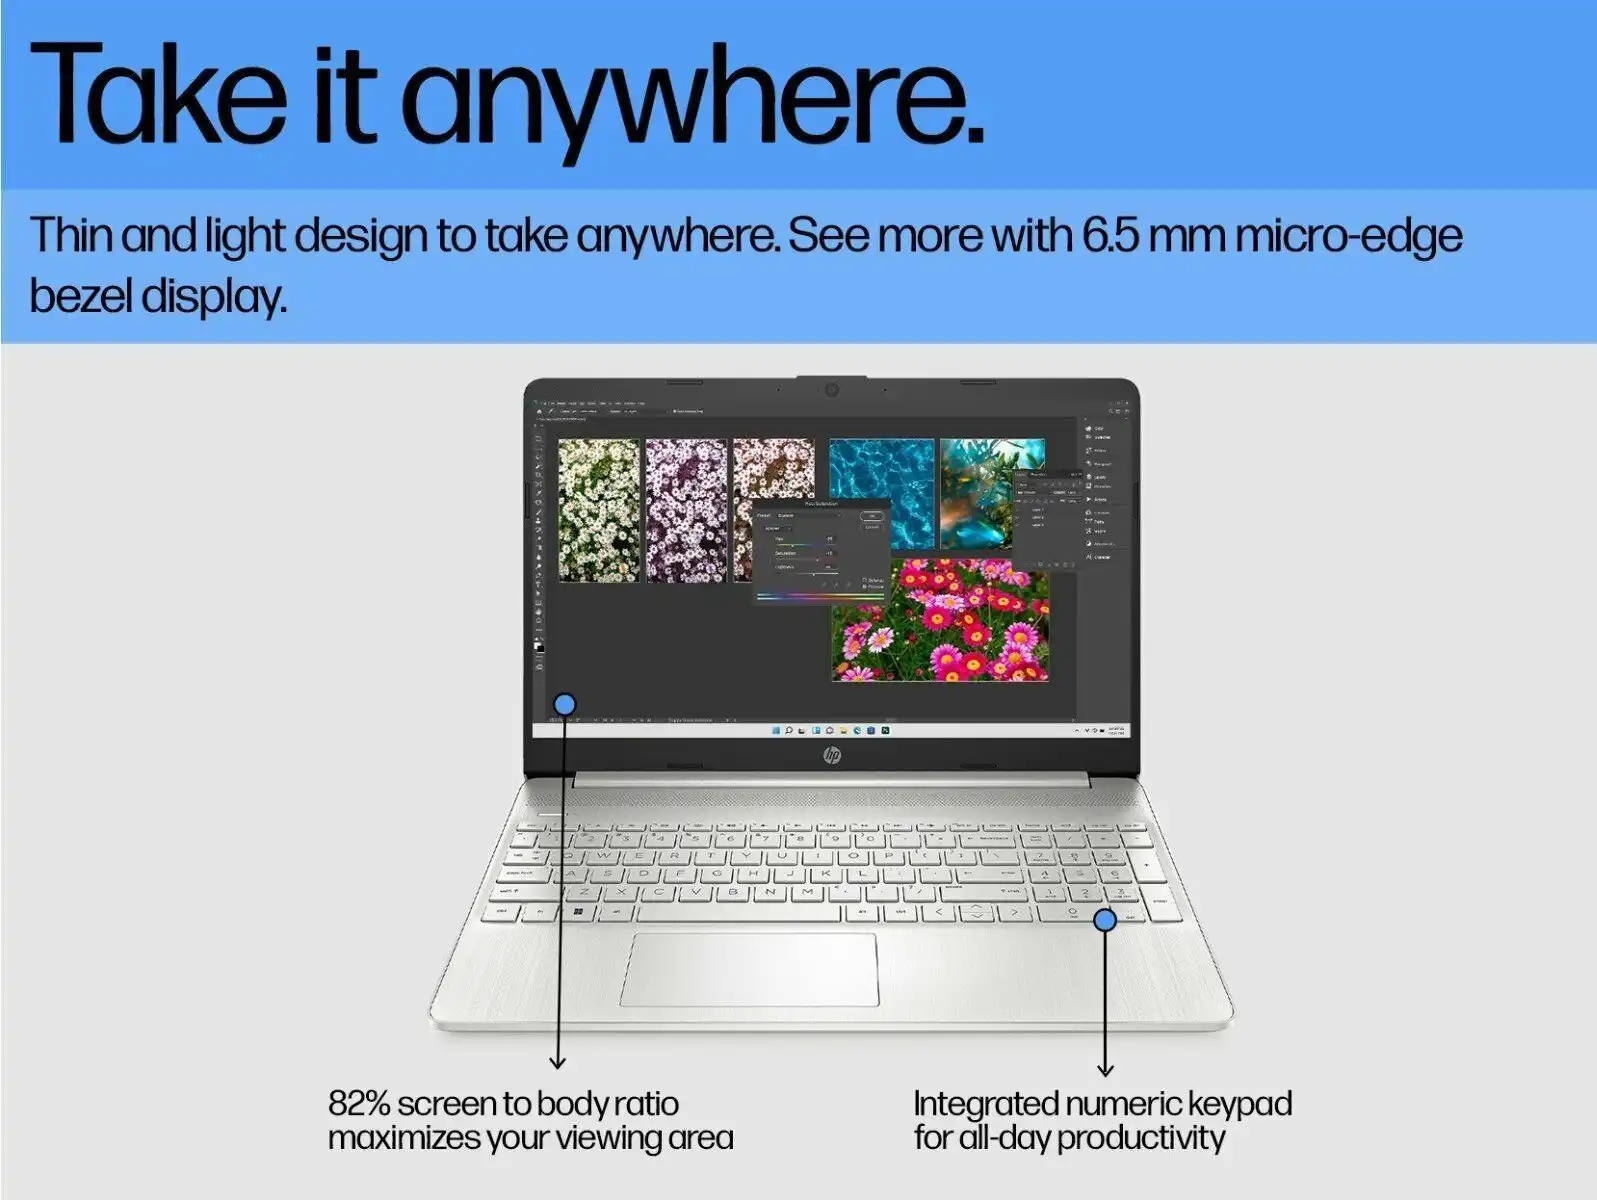 Take it anywhere.
Thin and light design to take anywhere. See more with 6.5 mm micro-edge
bezel display.
hp
Q W E R T Y U I O P
A S D F G H J K L
Z X C V B N M
82% screen to body ratio
maximizes your viewing area
Integrated numeric keypad
for all-day productivity